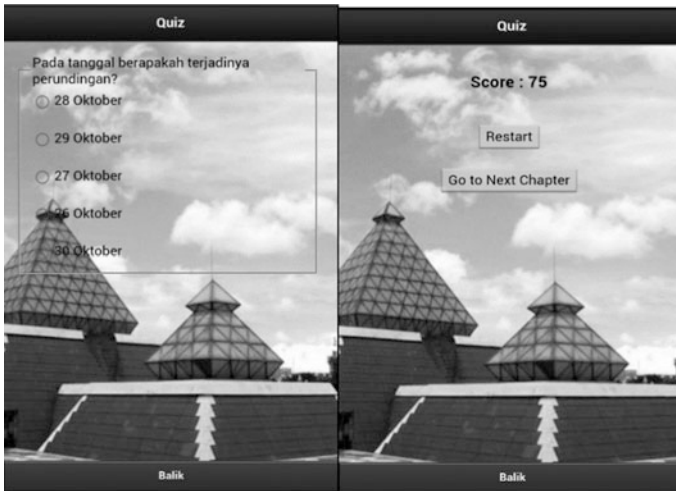 Quiz
Pada tanggal berapakah terjadinya
perundingan?
28 Oktober
29 Oktober
27 Oktober
26 Oktober
30 Oktober
Balik
Quiz
Score : 75
Restart
Go to Next Chapter
Balik